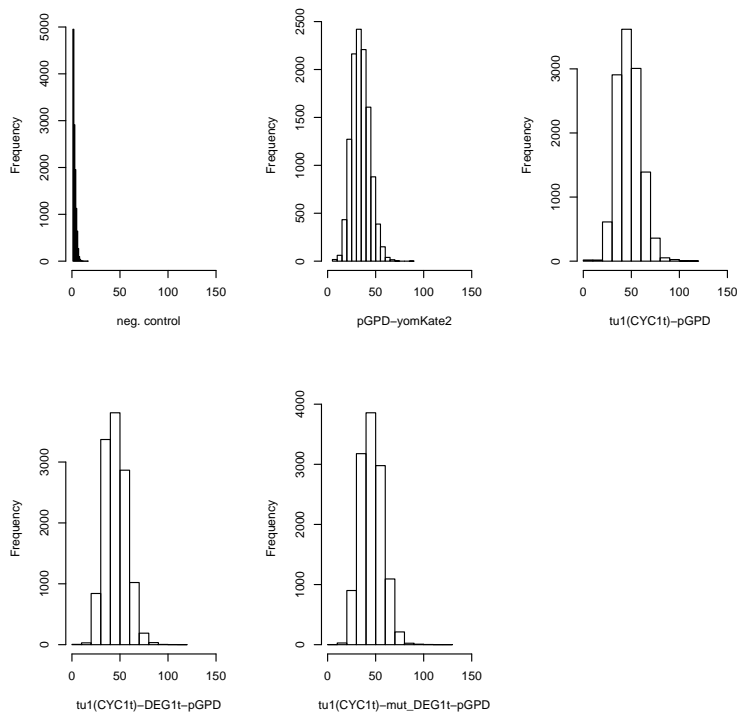 Frequency
0 1000 2000 3000 4000 5000
0 50 100 150
neg. control
Frequency
0 500 1000 1500 2000 2500
0 50 100 150
pGPD−yomKate2
Frequency
0 1000 2000 3000
0 50 100 150
tu1(CYC1t)−pGPD
Frequency
0 1000 2000 3000
0 50 100 150
tu1(CYC1t)−DEG1t−pGPD
Frequency
0 1000 2000 3000 4000
0 50 100 150
tu1(CYC1t)−mut_DEG1t−pGPD